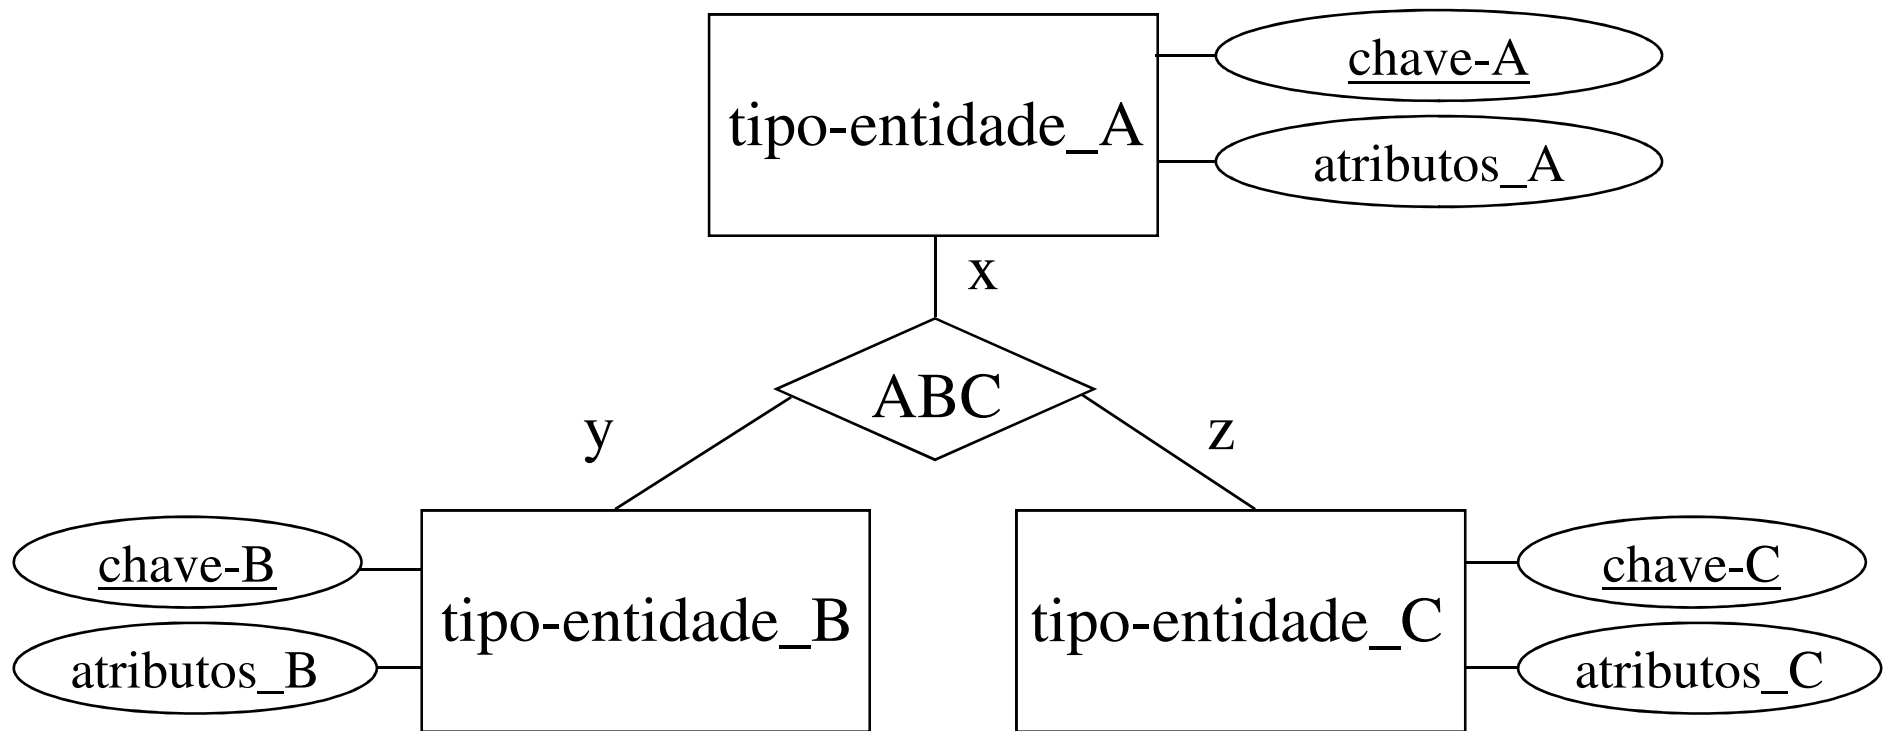 chave-A
tipo-entidade_A
atributos_A
x
ABC
y
z
chave-B
tipo-entidade_B
atributos_B
chave-C
tipo-entidade_C
atributos_C